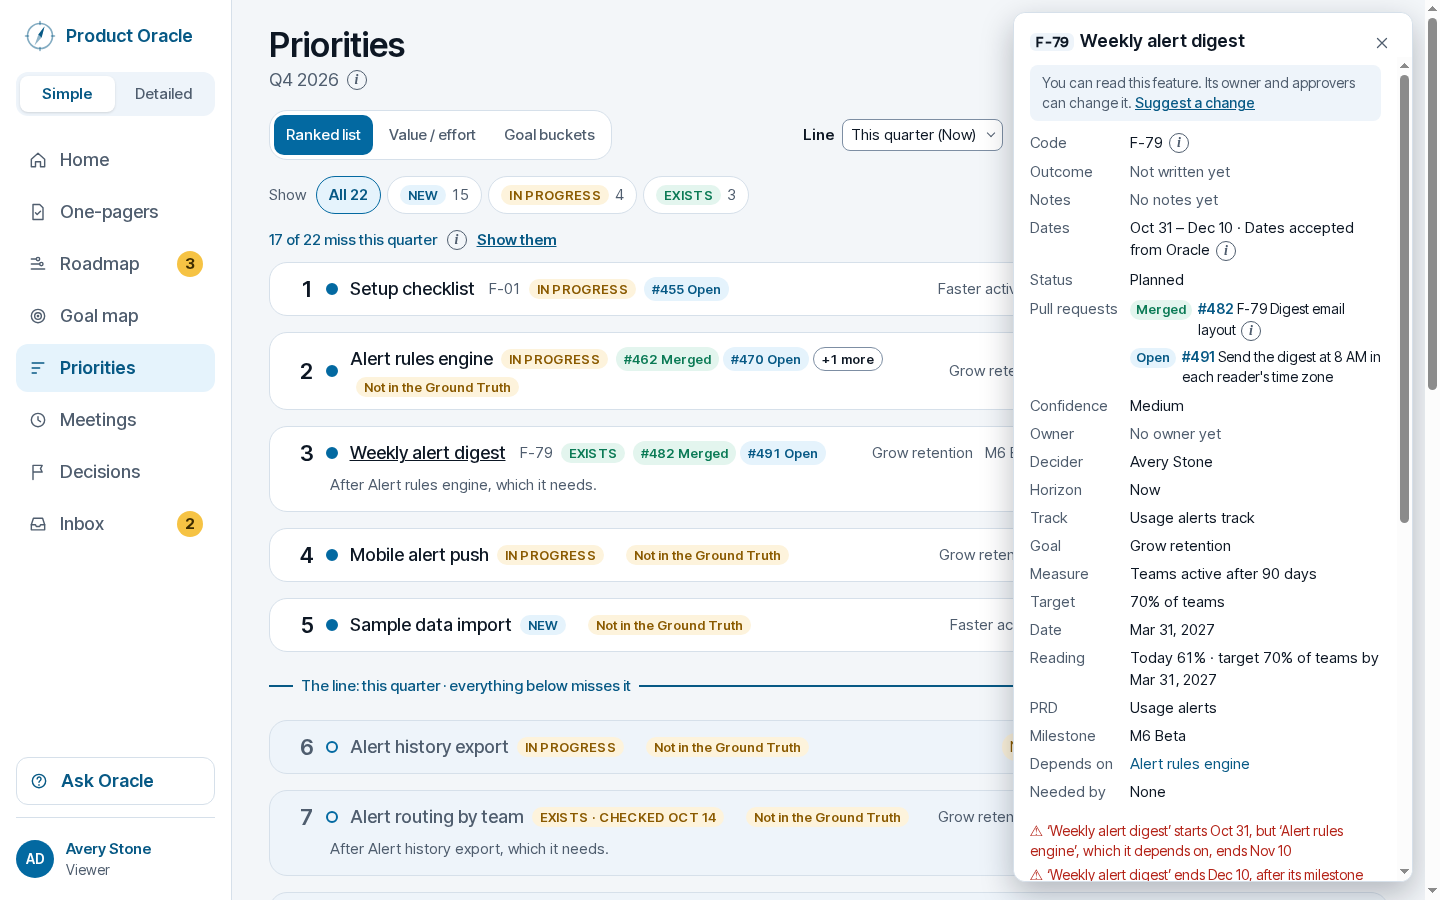 Product Oracle
Simple
Detailed
Home
One-pagers
Roadmap
3
Goal map
Priorities
Meetings
Decisions
Inbox
2
Ask Oracle
AD
Avery Stone
Viewer
Priorities
Q4 2026 i
Ranked list
Value / effort
Goal buckets
Line
This quarter (Now)
Show
All 22
NEW 15
IN PROGRESS 4
EXISTS 3
17 of 22 miss this quarter i Show them
1 Setup checklist F-01 IN PROGRESS #455 Open Faster
2 Alert rules engine IN PROGRESS #462 Merged #470 Open +1 more Grow
Not in the Ground Truth
3 Weekly alert digest F-79 EXISTS #482 Merged #491 Open Grow retention M6
After Alert rules engine, which it needs.
4 Mobile alert push IN PROGRESS Not in the Ground Truth Grow
5 Sample data import NEW Not in the Ground Truth Faster
The line: this quarter · everything below misses it
6 Alert history export IN PROGRESS Not in the Ground Truth
7 Alert routing by team EXISTS · CHECKED OCT 14 Not in the Ground Truth Grow
After Alert history export, which it needs.
F-79 Weekly alert digest
You can read this feature. Its owner and approvers
can change it. Suggest a change
Code F-79 i
Outcome Not written yet
Notes No notes yet
Dates Oct 31 – Dec 10 · Dates accepted
from Oracle i
Status Planned
Pull requests Merged #482 F-79 Digest email
layout i
Open #491 Send the digest at 8 AM in
each reader's time zone
Confidence Medium
Owner No owner yet
Decider Avery Stone
Horizon Now
Track Usage alerts track
Goal Grow retention
Measure Teams active after 90 days
Target 70% of teams
Date Mar 31, 2027
Reading Today 61% · target 70% of teams by
Mar 31, 2027
PRD Usage alerts
Milestone M6 Beta
Depends on Alert rules engine
Needed by None
⚠ ‘Weekly alert digest’ starts Oct 31, but ‘Alert rules
engine’, which it depends on, ends Nov 10
⚠ ‘Weekly alert digest’ ends Dec 10, after its milestone